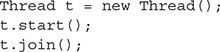 Thread t = new Thread();
t.start();
t.join();